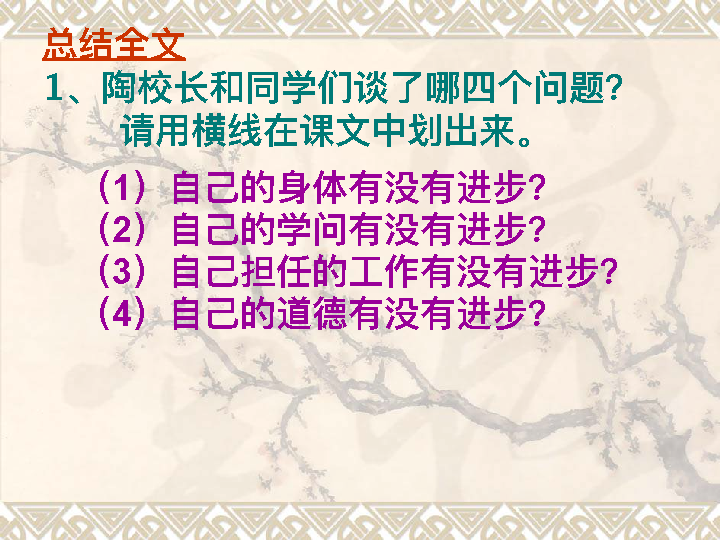 总结全文
1、陶校长和同学们谈了哪四个问题?
请用横线在课文中划出来。
（1）自己的身体有没有进步?
（2）自己的学问有没有进步?
（3）自己担任的工作有没有进步?
（4）自己的道德有没有进步?